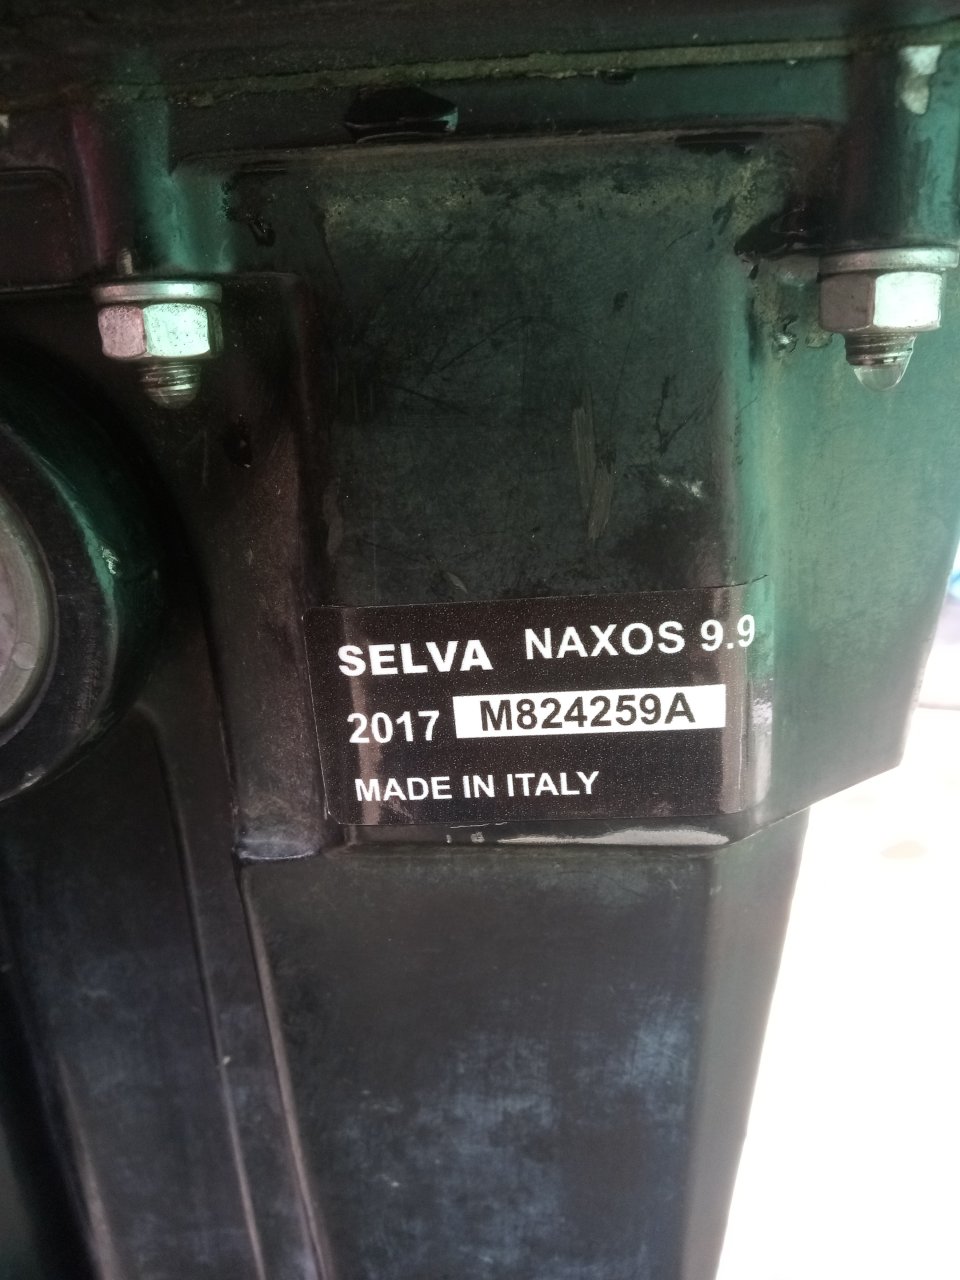 SELVA NAXOS 9.9
2017 M824259A
MADE IN ITALY